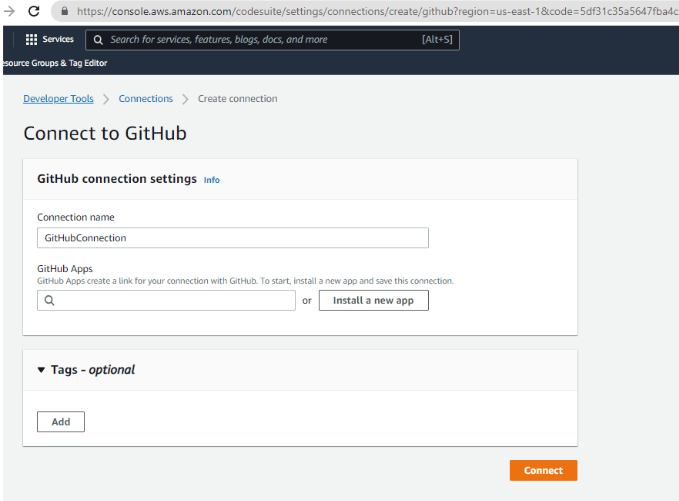 https://console.aws.amazon.com/codesuite/settings/connections/create/github?region=us-east-1&code=5df31c35a5647fba4c
Services Search for services, features, blogs, docs, and more [Alt+S]
esource Groups & Tag Editor
Developer Tools > Connections > Create connection
Connect to GitHub
GitHub connection settings Info
Connection name
GitHubConnection
GitHub Apps
GitHub Apps create a link for your connection with GitHub. To start, install a new app and save this connection.
or Install a new app
Tags - optional
Add
Connect